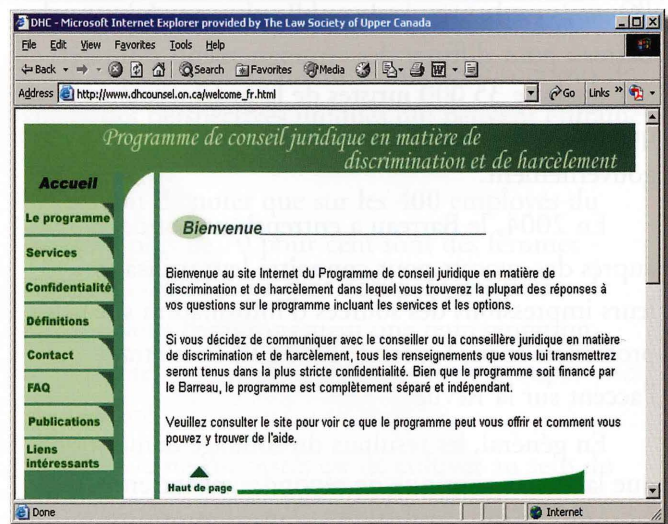 DHC - Microsoft Internet Explorer provided by The Law Society of Upper Canada
File Edit View Favorites Tools Help
Back Search Favorites Media
Address http://www.dhcounsel.on.ca/welcome_fr.html Go Links »
Programme de conseil juridique en matière de
discrimination et de harcèlement
Accueil
Le programme
Services
Confidentialité
Définitions
Contact
FAQ
Publications
Liens
intéressants
Bienvenue
Bienvenue au site Internet du Programme de conseil juridique en matière de
discrimination et de harcèlement dans lequel vous trouverez la plupart des réponses à
vos questions sur le programme incluant les services et les options.
Si vous décidez de communiquer avec le conseiller ou la conseillère juridique en matière
de discrimination et de harcèlement, tous les renseignements que vous lui transmettrez
seront tenus dans la plus stricte confidentialité. Bien que le programme soit financé par
le Barreau, le programme est complètement séparé et indépendant.
Veuillez consulter le site pour voir ce que le programme peut vous offrir et comment vous
pouvez y trouver de l'aide.
Haut de page
Done Internet